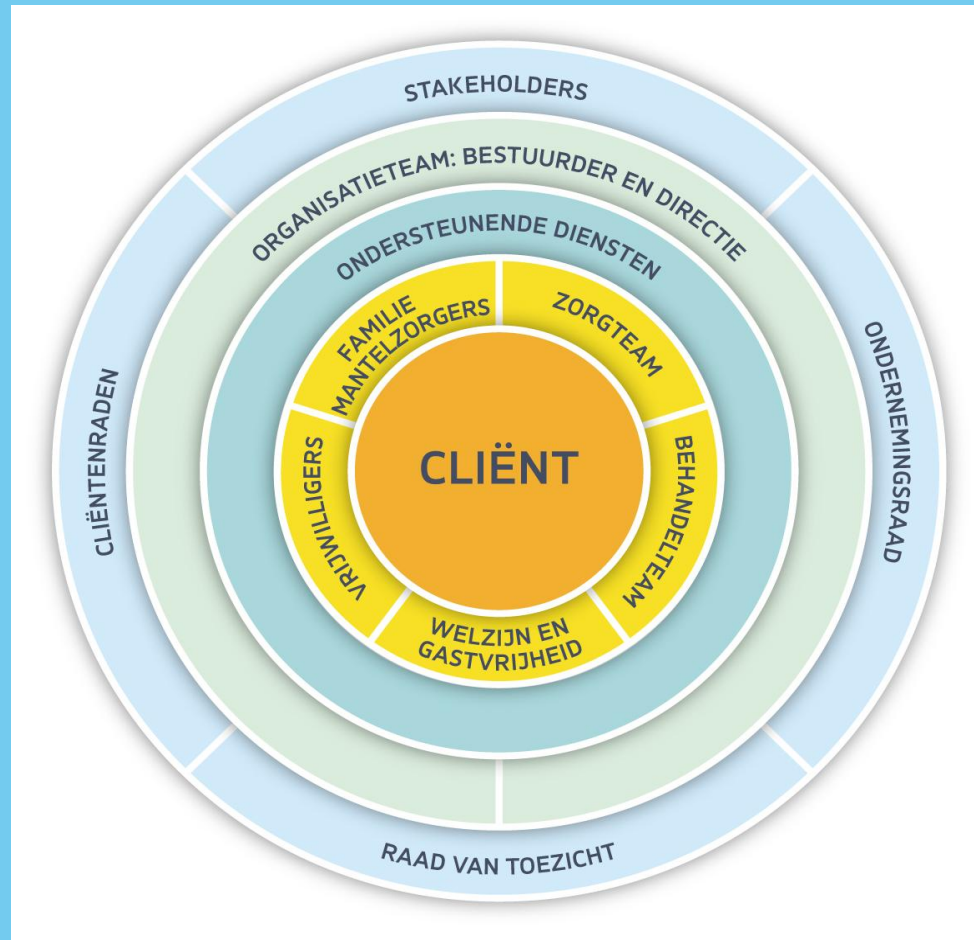 STAKEHOLDERS
ORGANISATIETEAM: BESTUURDER EN DIRECTIE
ONDERSTEUNENDE DIENSTEN
FAMILIE
MANTELZORGERS
ZORGTEAM
CLIËNTENRADEN
VRIJWILLIGERS
CLIËNT
BEHANDELTEAM
ONDERNEMINGSRAAD
WELZIJN EN
GASTVRIJHEID
RAAD VAN TOEZICHT